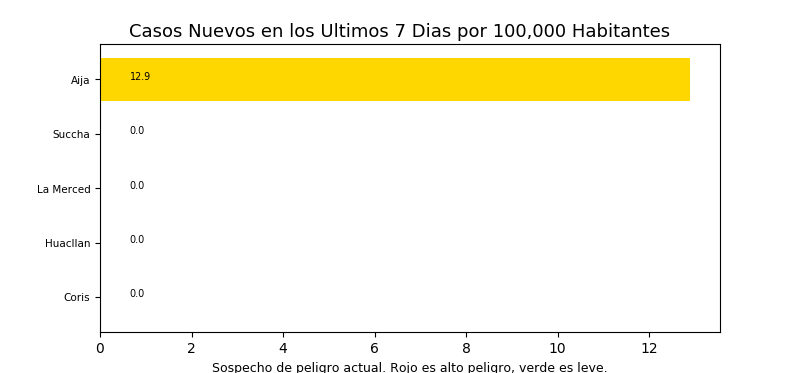 Casos Nuevos en los Ultimos 7 Dias por 100,000 Habitantes
Aija 12.9
Succha 0.0
La Merced 0.0
Huacllan 0.0
Coris 0.0
0 2 4 6 8 10 12
Sospecho de peligro actual. Rojo es alto peligro, verde es leve.